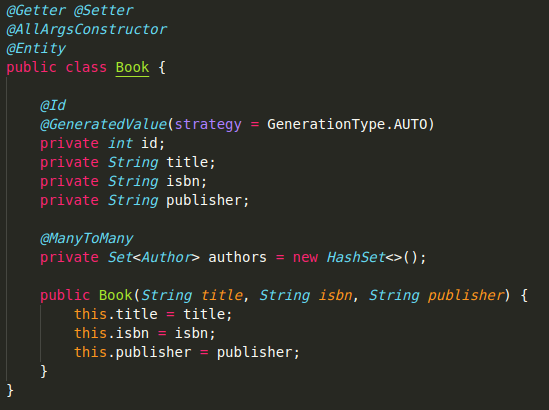 @Getter @Setter
@AllArgsConstructor
@Entity
public class Book {
@Id
@GeneratedValue(strategy = GenerationType.AUTO)
private int id;
private String title;
private String isbn;
private String publisher;
@ManyToMany
private Set<Author> authors = new HashSet<>();
public Book(String title, String isbn, String publisher) {
this.title = title;
this.isbn = isbn;
this.publisher = publisher;
}
}